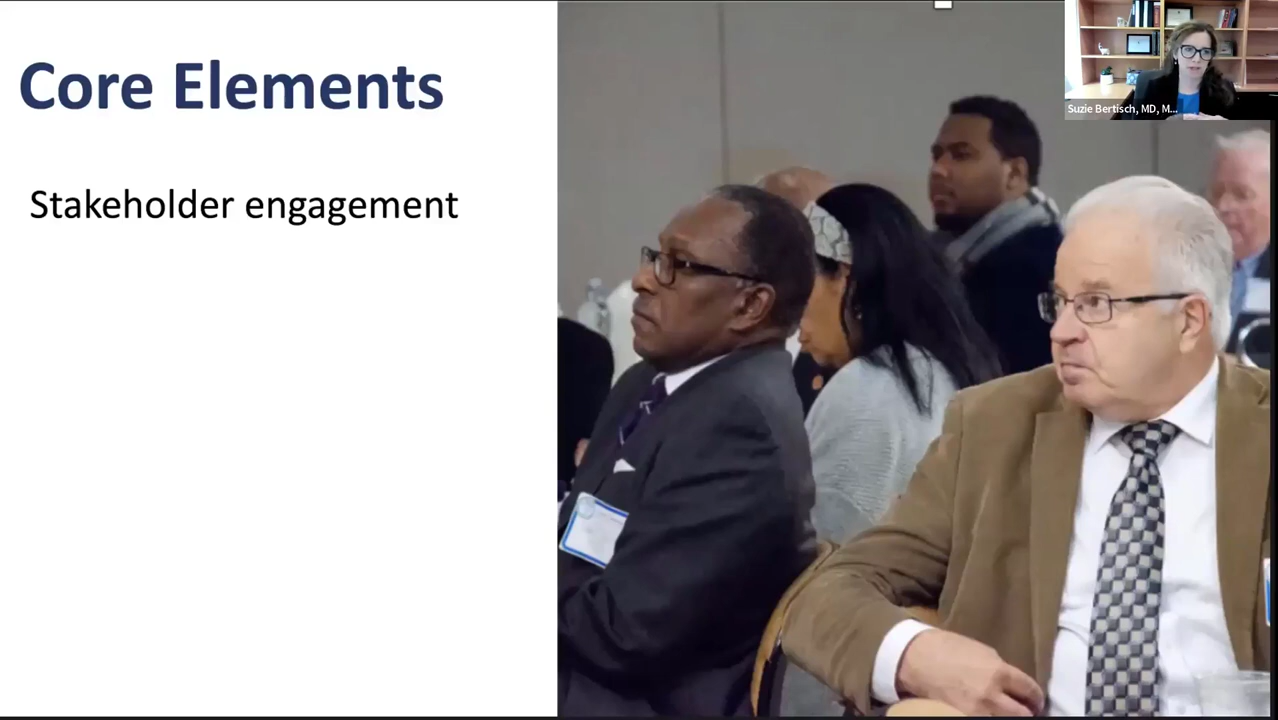 Core Elements
Stakeholder engagement
Suzie Bertisch, MD, M...